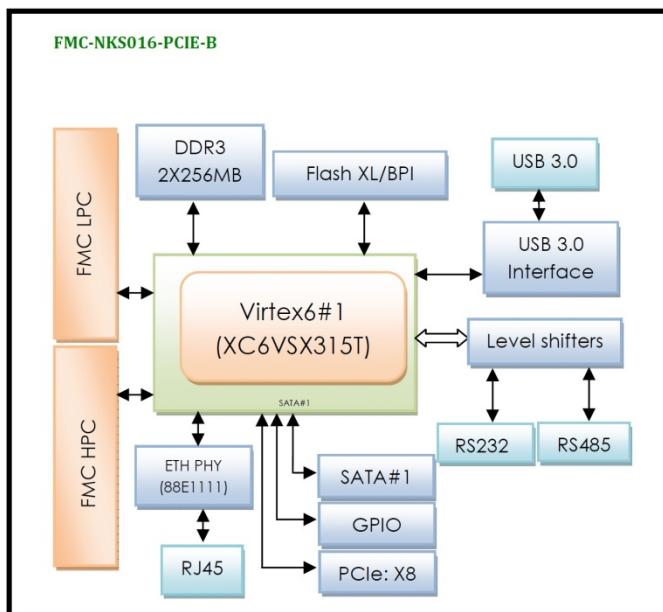 FMC-NKS016-PCIE-B
DDR3
2X256MB
Flash XL/BPI
USB 3.0
FMC LPC
USB 3.0
Interface
Virtex6#1
(XC6VSX315T)
Level shifters
SATA#1
FMC HPC
RS232
RS485
ETH PHY
(88E1111)
SATA#1
GPIO
RJ45
PCIe: X8